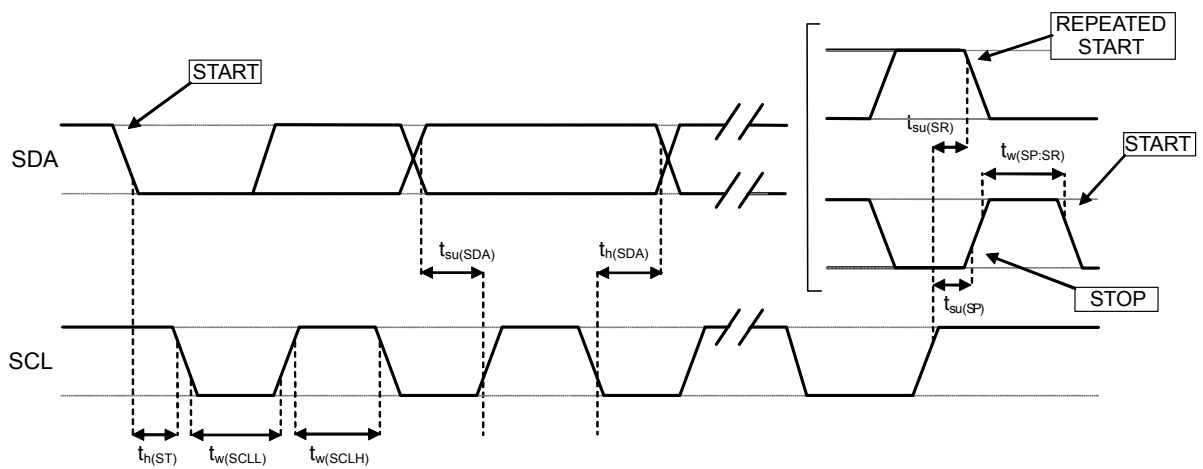 REPEATED
START
START
tsu(SR)
START
SDA
tw(SP:SR)
tsu(SDA)
th(SDA)
STOP
tsu(SP)
SCL
th(ST)
tw(SCLL)
tw(SCLH)